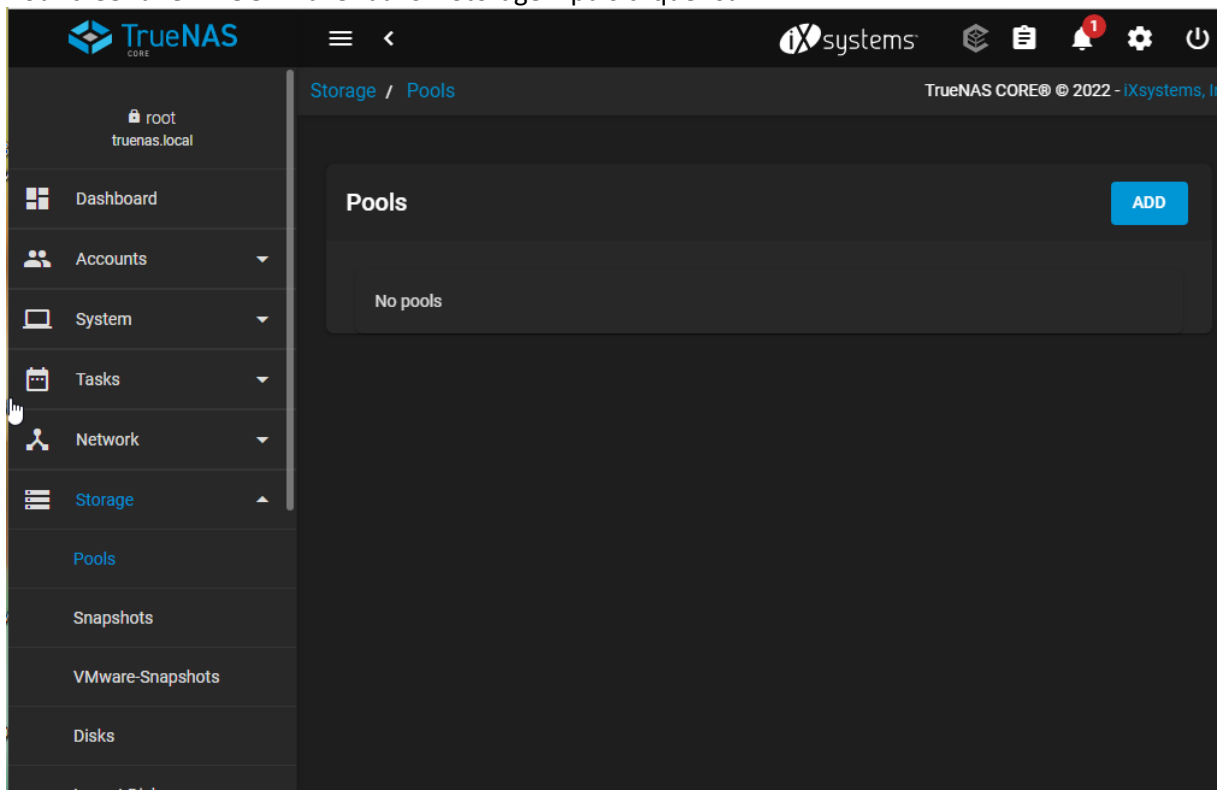 TrueNAS
CORE
iXsystems
1
root
truenas.local
Storage / Pools
TrueNAS CORE® © 2022 - iXsystems, I
Dashboard
Accounts
System
Tasks
Network
Storage
Pools
Snapshots
VMware-Snapshots
Disks
Pools
ADD
No pools